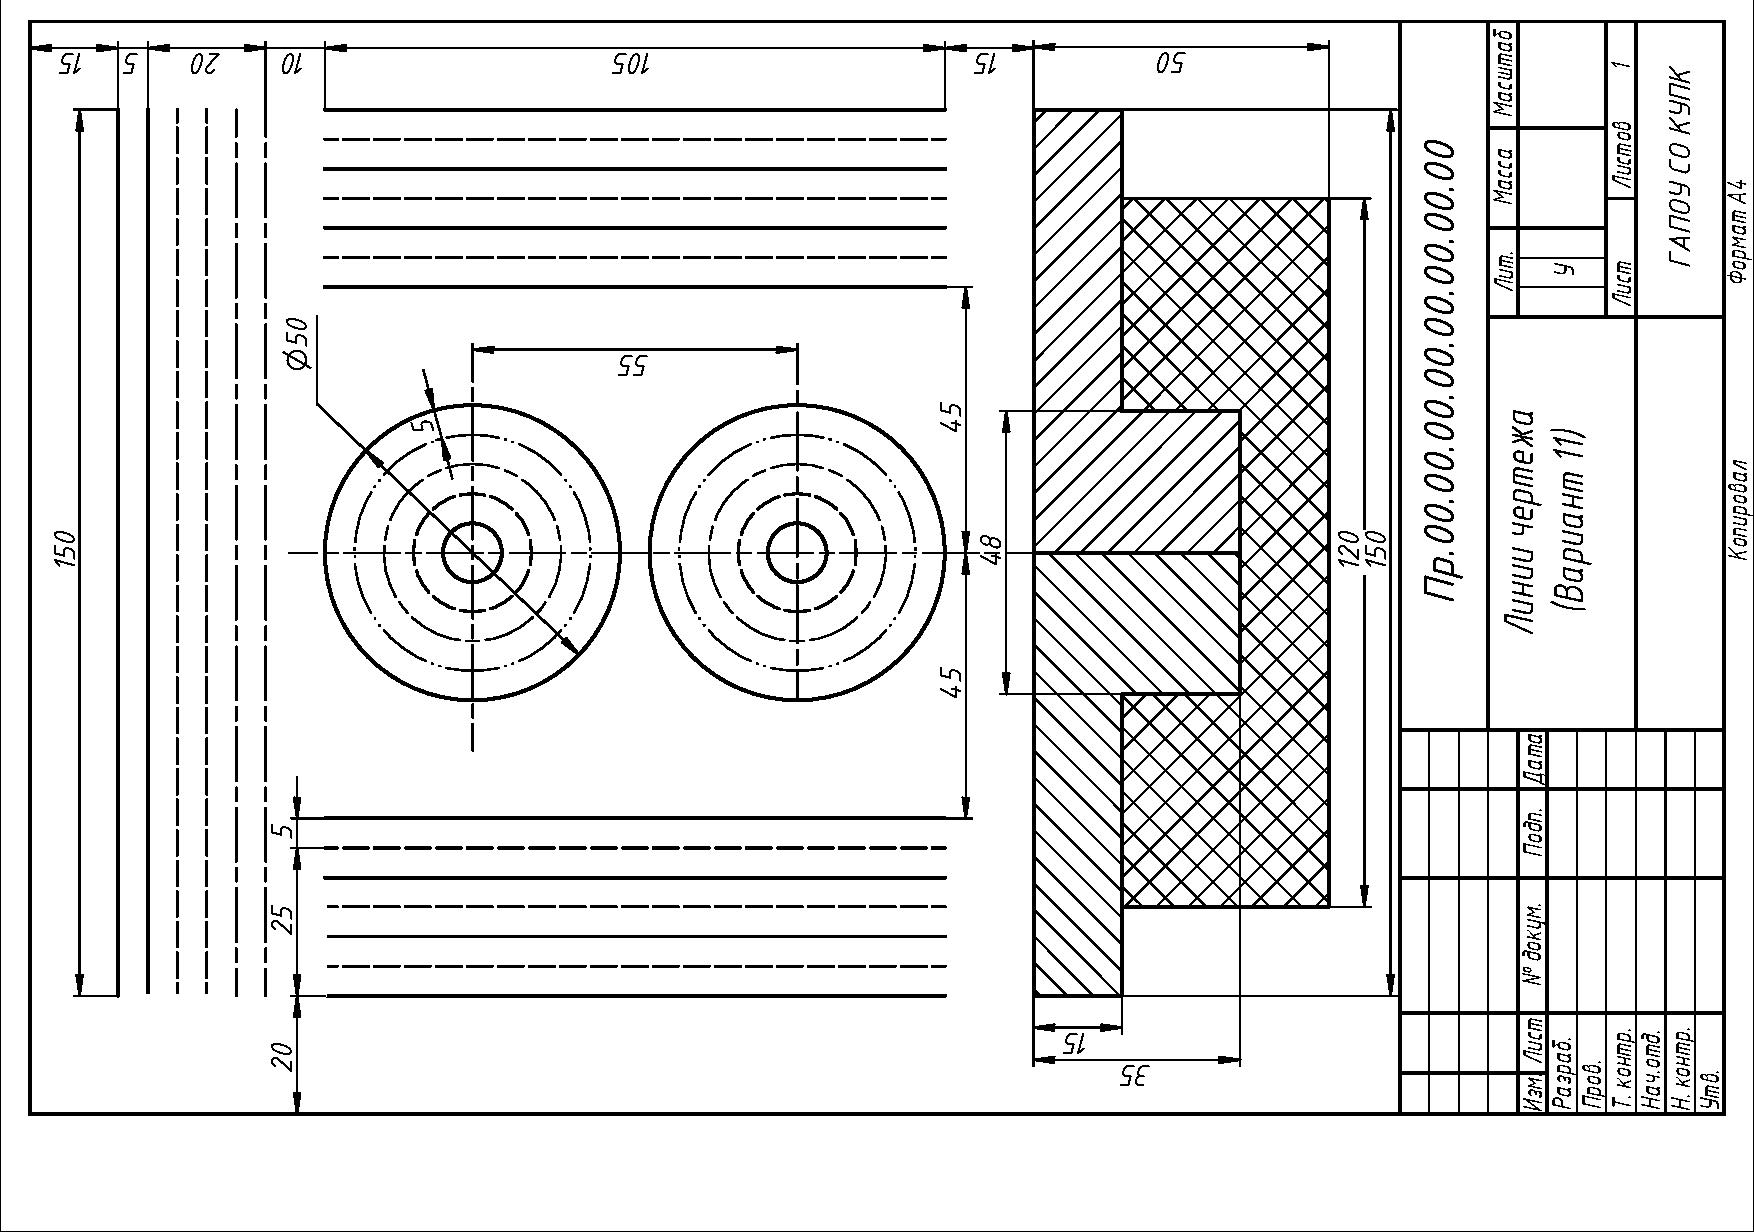 150
15
5
20
10
105
15
50
Ø50
5
55
45
45
48
5
25
20
120
150
15
35
Пр.00.00.00.00.00.00.00.00
Линии чертежа
(Вариант 11)
Лит.
Масса
Масштаб
У
Лист
Листов 1
ГАПОУ СО КУПК
Изм.
Лист
№ докум.
Подп.
Дата
Разраб.
Пров.
Т. контр.
Нач.отд.
Н. контр.
Утв.
Копировал
Формат А4